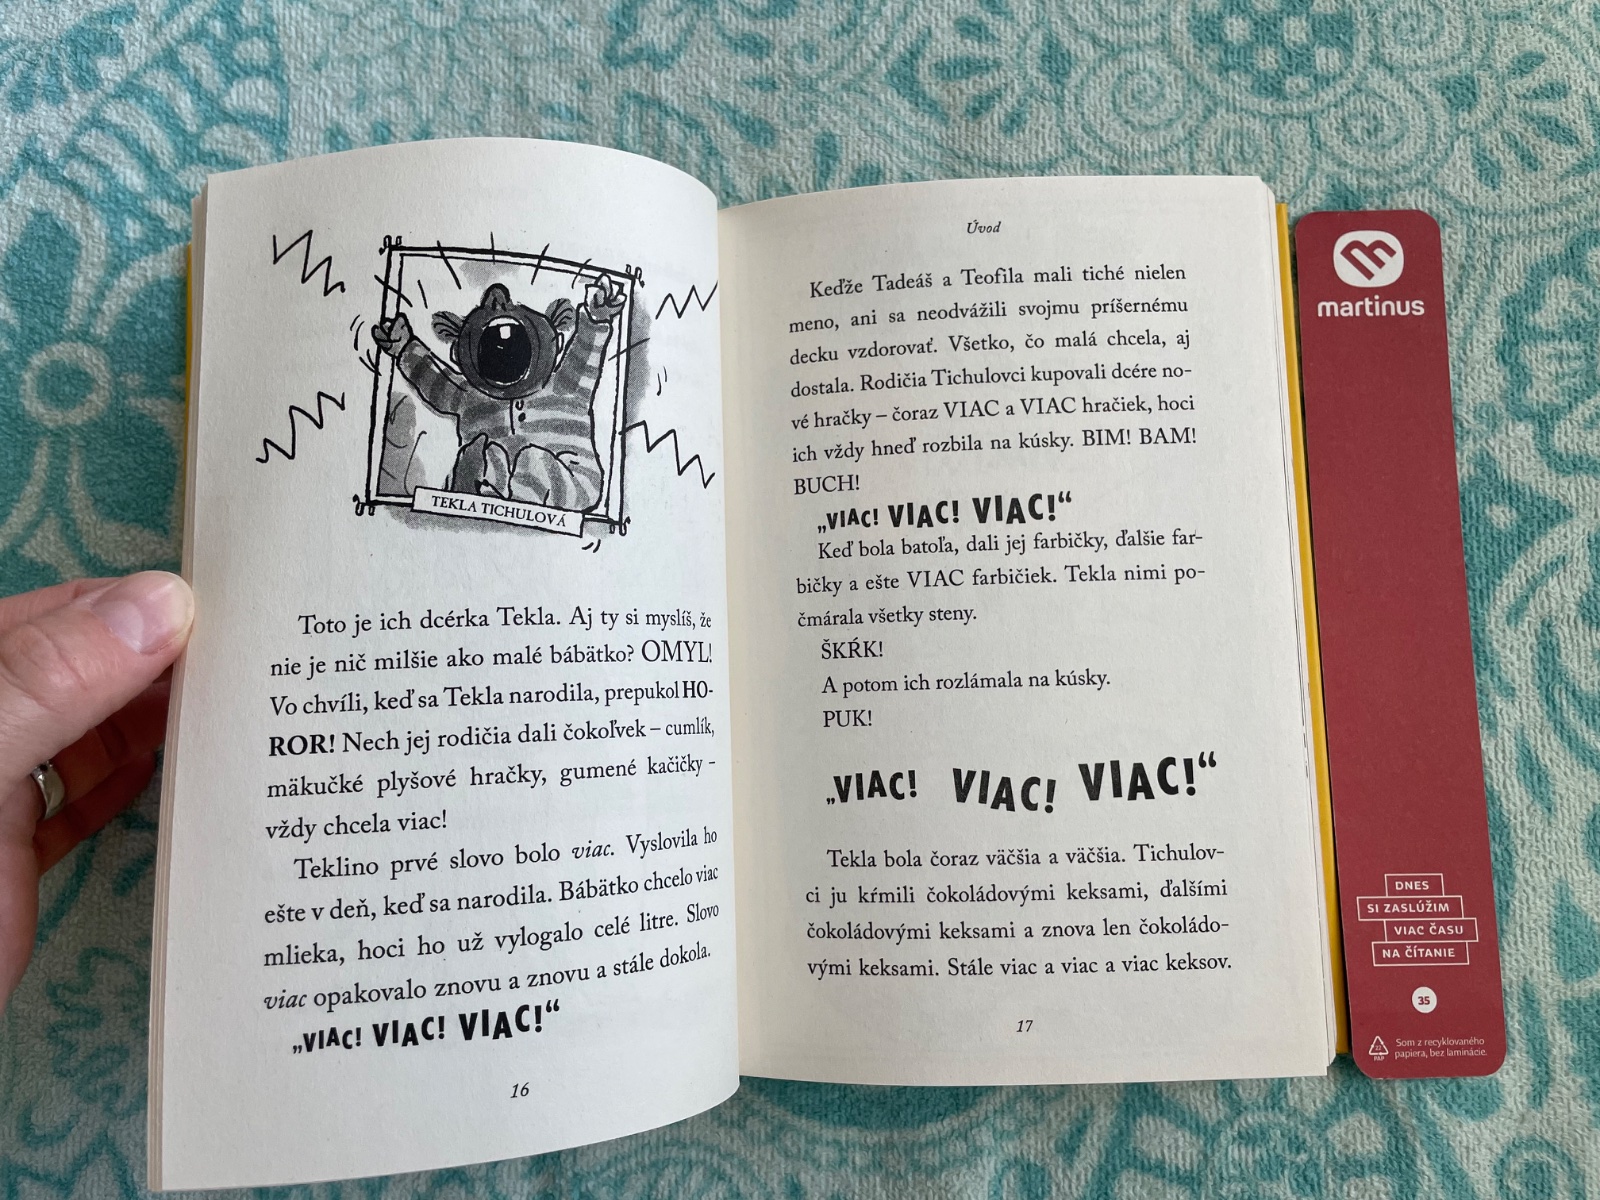 TEKLA TICHULOVÁ
Toto je ich dcérka Tekla. Aj ty si myslíš, že
nie je nič milšie ako malé bábätko? OMYL!
Vo chvíli, keď sa Tekla narodila, prepukol HO-
ROR! Nech jej rodičia dali čokoľvek – cumlík,
mäkučké plyšové hračky, gumené kačičky –
vždy chcela viac!
Teklino prvé slovo bolo viac. Vyslovila ho
ešte v deň, keď sa narodila. Bábätko chcelo viac
mlieka, hoci ho už vylogalo celé litre. Slovo
viac opakovalo znovu a znovu a stále dokola.
„VIAC! VIAC! VIAC!“
16
Úvod
Keďže Tadeáš a Teofila mali tiché nielen
meno, ani sa neodvážili svojmu príšernému
decku vzdorovať. Všetko, čo malá chcela, aj
dostala. Rodičia Tichulovci kupovali dcére no-
vé hračky – čoraz VIAC a VIAC hračiek, hoci
ich vždy hneď rozbila na kúsky. BIM! BAM!
BUCH!
„VIAC! VIAC! VIAC!“
Keď bola batoľa, dali jej farbičky, ďalšie far-
bičky a ešte VIAC farbičiek. Tekla nimi po-
čmárala všetky steny.
ŠKŔK!
A potom ich rozlámala na kúsky.
PUK!
„VIAC! VIAC! VIAC!“
Tekla bola čoraz väčšia a väčšia. Tichulov-
ci ju kŕmili čokoládovými keksami, ďalšími
čokoládovými keksami a znova len čokoládo-
vými keksami. Stále viac a viac a viac keksov.
17
martinus
DNES
SI ZASLÚŽIM
VIAC ČASU
NA ČÍTANIE
35
22
PAP
Som z recyklovaného
papiera, bez laminácie.